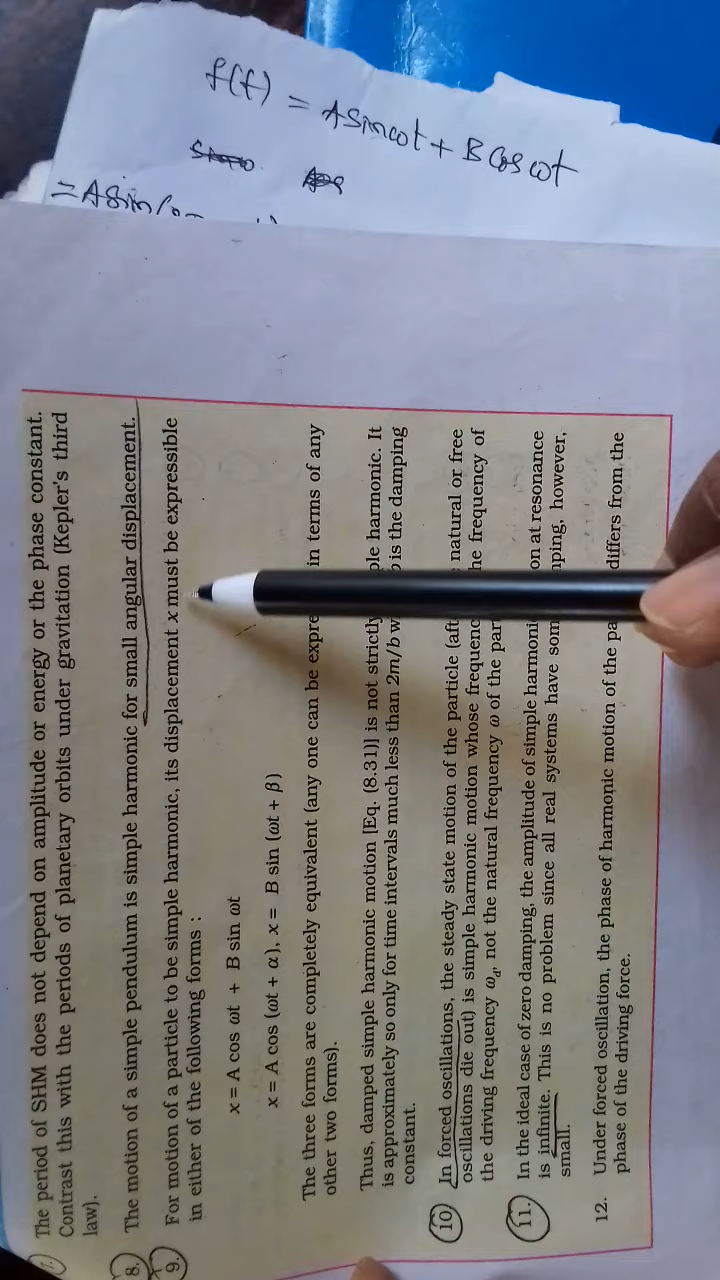 f(t) = A sin ωt + B Cos ωt
= A sin
7. The period of SHM does not depend on amplitude or energy or the phase constant.
Contrast this with the periods of planetary orbits under gravitation (Kepler's third
law).
8. The motion of a simple pendulum is simple harmonic for small angular displacement.
9. For motion of a particle to be simple harmonic, its displacement x must be expressible
in either of the following forms :
x = A cos ωt + B sin ωt
x = A cos (ωt + α), x = B sin (ωt + β)
The three forms are completely equivalent (any one can be expre in terms of any
other two forms).
Thus, damped simple harmonic motion [Eq. (8.31)] is not strictly ple harmonic. It
is approximately so only for time intervals much less than 2m/b w b is the damping
constant.
10. In forced oscillations, the steady state motion of the particle (aft natural or free
oscillations die out) is simple harmonic motion whose frequenc he frequency of
the driving frequency ωd, not the natural frequency ω of the par
11. In the ideal case of zero damping, the amplitude of simple harmoni on at resonance
is infinite. This is no problem since all real systems have som ping, however,
small.
12. Under forced oscillation, the phase of harmonic motion of the pa differs from the
phase of the driving force.